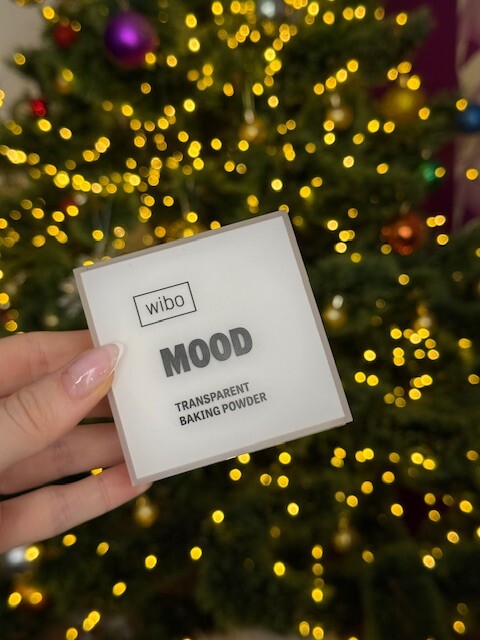 wibo
MOOD
TRANSPARENT
BAKING POWDER